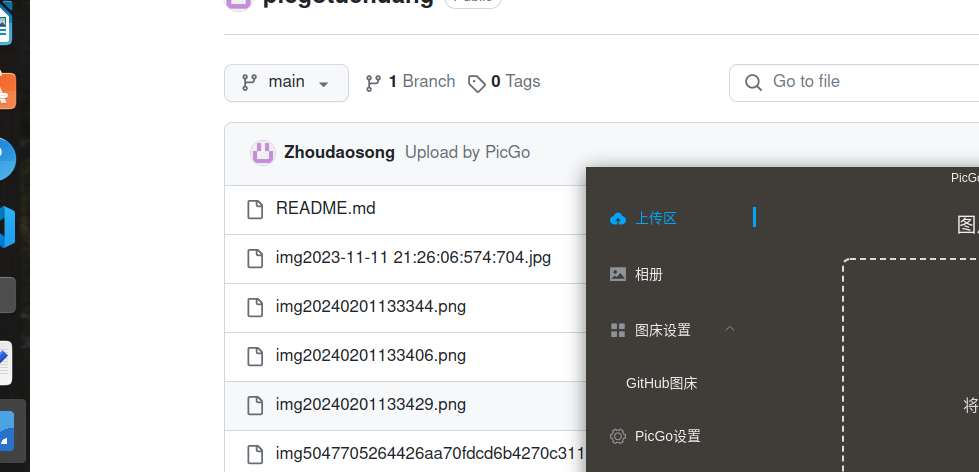 main 1 Branch 0 Tags Go to file
Zhoudaosong Upload by PicGo
README.md
img2023-11-11 21:26:06:574:704.jpg
img20240201133344.png
img20240201133406.png
img20240201133429.png
img5047705264426aa70fdcd6b4270c311
上传区
相册
图床设置
GitHub图床
PicGo设置
PicGo
图
将